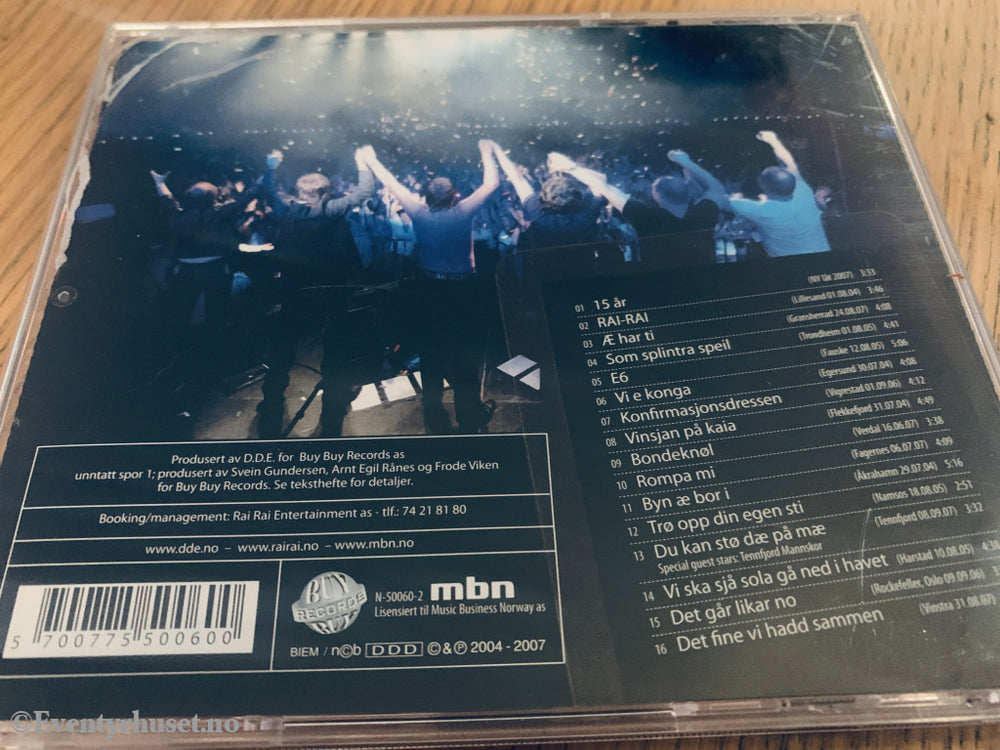 01 15 år (NY låt 2007) 3:33
02 RAI-RAI (Lillesand 01.08.04) 3:46
03 Æ har ti (Gransherrad 24.08.07) 4:08
04 Som splintra speil (Trondheim 01.08.05) 4:41
05 E6 (Fauske 12.08.05) 5:06
06 Vi e konga (Egersund 30.07.04) 4:08
07 Konfirmasjonsdressen (Vigrestad 01.09.06) 4:12
08 Vinsjan på kaia (Flekkefjord 31.07.04) 4:49
09 Bondeknøl (Verdal 16.06.07) 3:38
10 Rompa mi (Fagernes 06.07.07) 4:09
11 Byn æ bor i (Åkrahamn 29.07.04) 5:16
12 Trø opp din egen sti (Namsos 18.08.05) 2:51
13 Du kan stø dæ på mæ (Tennfjord 08.09.07) 3:32
Special guest stars: Tennfjord Mannskor
14 Vi ska sjå sola gå ned i havet (Harstad 10.08.05)
15 Det går likar no (Rockefeller, Oslo 09.09.06)
16 Det fine vi hadd sammen (Vinstra 31.08.07)
Produsert av D.D.E. for Buy Buy Records as
unntatt spor 1; produsert av Svein Gundersen, Arnt Egil Rånes og Frode Viken
for Buy Buy Records. Se teksthefte for detaljer.
Booking/management: Rai Rai Entertainment as - tlf.: 74 21 81 80
www.dde.no – www.rairai.no – www.mbn.no
5 700775 500600
BUY
RECORDS
BUY
N-50060-2 mbn
Lisensiert til Music Business Norway as
BIEM / n©b DDD ©&℗ 2004 - 2007
©Eventyrhuset.no